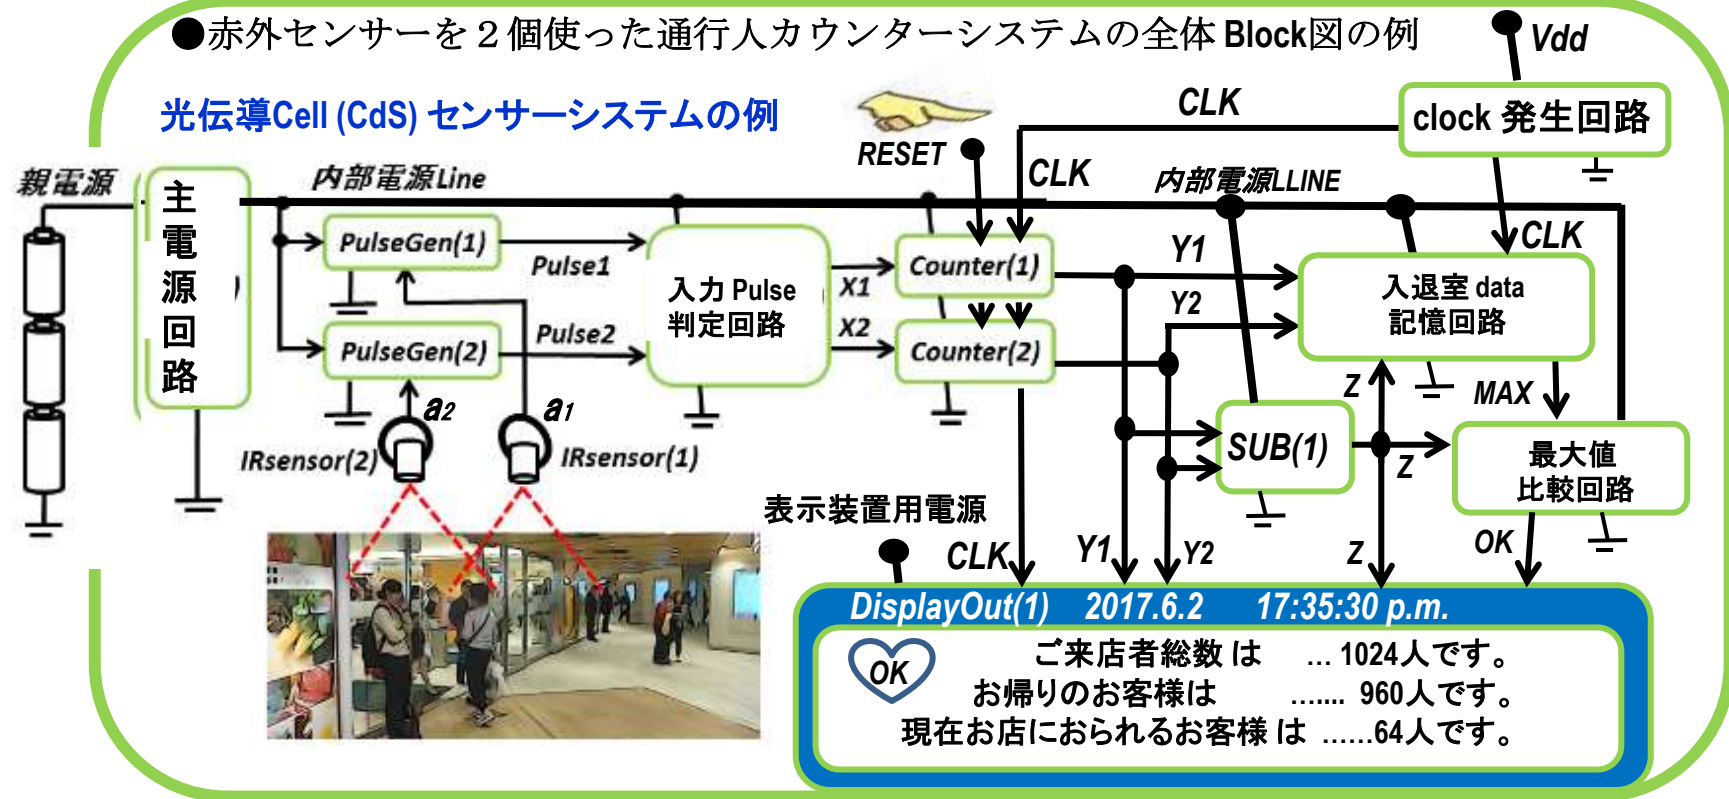 ●赤外センサーを２個使った通行人カウンターシステムの全体 Block図の例
Vdd
光伝導Cell (CdS) センサーシステムの例
CLK
clock 発生回路
RESET
CLK
親電源
主電源回路
内部電源Line
内部電源LLINE
CLK
PulseGen(1)
Pulse1
入力 Pulse
判定回路
X1
Counter(1)
Y1
入退室 data
記憶回路
Y2
PulseGen(2)
Pulse2
X2
Counter(2)
a2
a1
Z
MAX
IRsensor(2)
IRsensor(1)
SUB(1)
Z
最大値
比較回路
表示装置用電源
CLK
Y1
Y2
Z
OK
DisplayOut(1) 2017.6.2 17:35:30 p.m.
OK
ご来店者総数 は … 1024人です。
お帰りのお客様は ….... 960人です。
現在お店におられるお客様 は ……64人です。